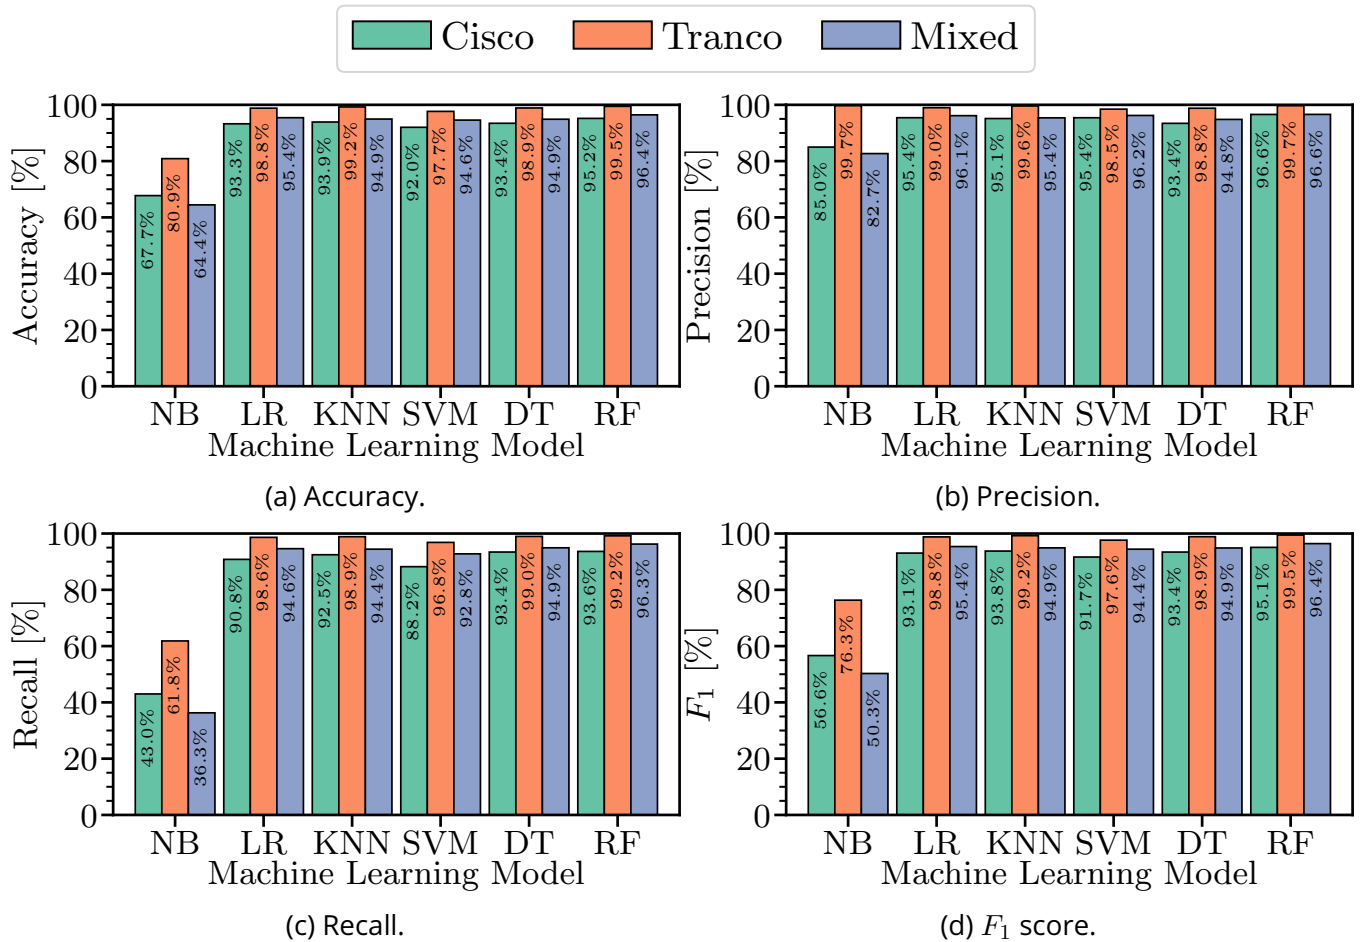 Cisco Tranco Mixed
Accuracy [%]
100
80
60
40
20
0
67.7% 80.9% 64.4% 93.3% 98.8% 95.4% 93.9% 99.2% 94.9% 92.0% 97.7% 94.6% 93.4% 98.9% 94.9% 95.2% 99.5% 96.4%
NB LR KNN SVM DT RF
Machine Learning Model
(a) Accuracy.
Precision [%]
100
80
60
40
20
0
85.0% 99.7% 82.7% 95.4% 99.0% 96.1% 95.1% 99.6% 95.4% 95.4% 98.5% 96.2% 93.4% 98.8% 94.8% 96.6% 99.7% 96.6%
NB LR KNN SVM DT RF
Machine Learning Model
(b) Precision.
Recall [%]
100
80
60
40
20
0
43.0% 61.8% 36.3% 90.8% 98.6% 94.6% 92.5% 98.9% 94.4% 88.2% 96.8% 92.8% 93.4% 99.0% 94.9% 93.6% 99.2% 96.3%
NB LR KNN SVM DT RF
Machine Learning Model
(c) Recall.
F₁ [%]
100
80
60
40
20
0
56.6% 76.3% 50.3% 93.1% 98.8% 95.4% 93.8% 99.2% 94.9% 91.7% 97.6% 94.4% 93.4% 98.9% 94.9% 95.1% 99.5% 96.4%
NB LR KNN SVM DT RF
Machine Learning Model
(d) F₁ score.